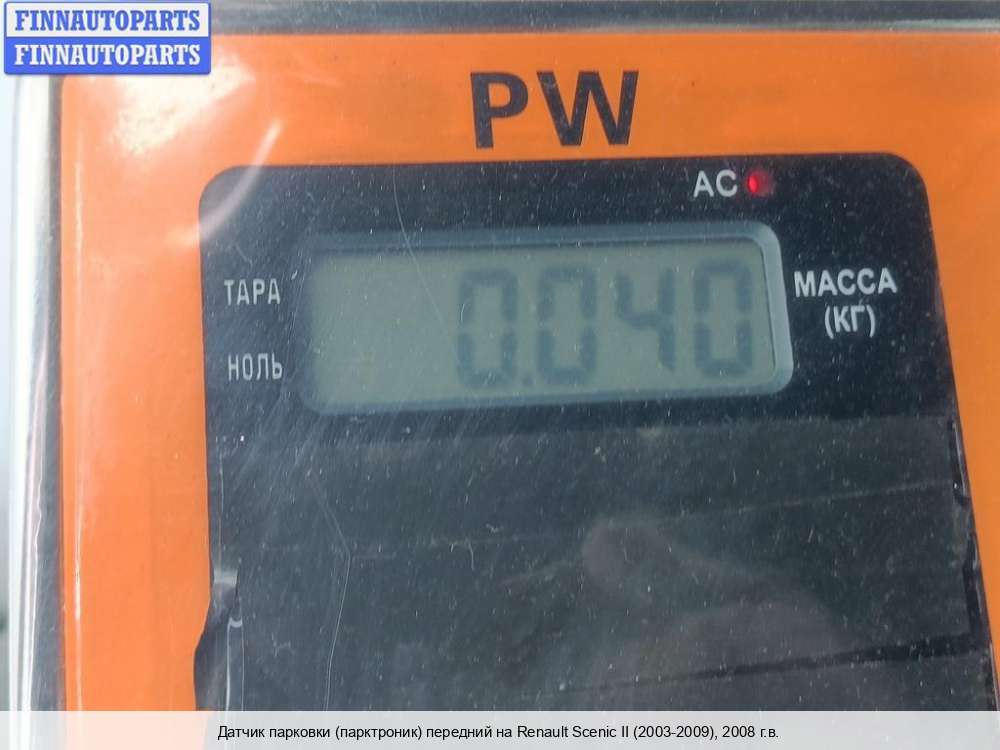 FINNAUTOPARTS
FINNAUTOPARTS
PW
AC
ТАРА
0.040
МАССА
(КГ)
НОЛЬ
Датчик парковки (парктроник) передний на Renault Scenic II (2003-2009), 2008 г.в.